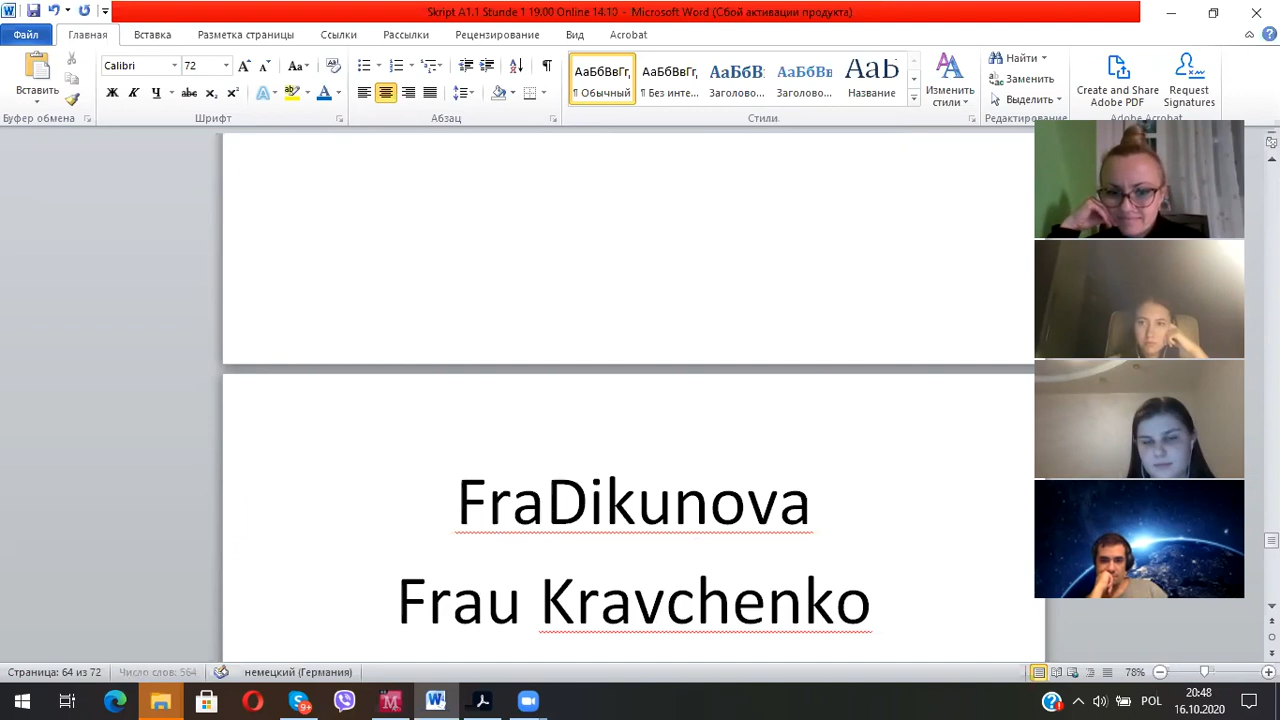 Skript A1.1 Stunde 1 19.00 Online 14.10 - Microsoft Word (Сбой активации продукта)
Файл Главная Вставка Разметка страницы Ссылки Рассылки Рецензирование Вид Acrobat
Вставить
Calibri 72
Буфер обмена Шрифт Абзац Стили Редактирование Adobe Acrobat
АаБбВвГг, АаБбВвГг, АаБбВ АаБбВв АаБ
¶ Обычный ¶ Без инте... Заголово... Заголово... Название
Изменить стили
Найти
Заменить
Выделить
Create and Share Adobe PDF
Request Signatures
FraDikunova
Frau Kravchenko
Страница: 64 из 72 Число слов: 564 немецкий (Германия) 78%
9+ POL 20:48
16.10.2020